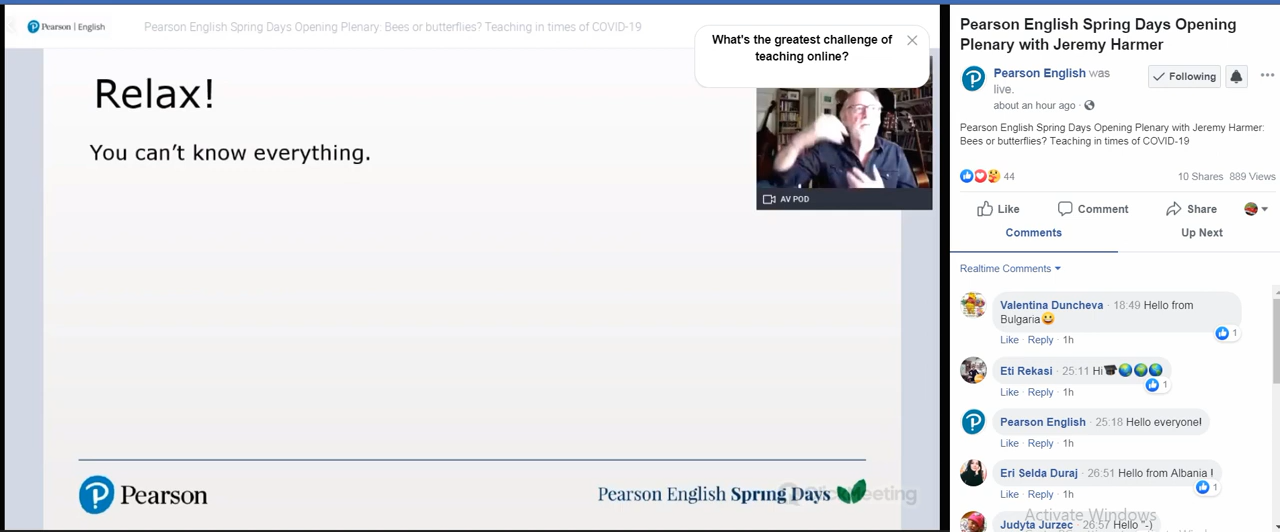 Pearson | English
Pearson English Spring Days Opening Plenary: Bees or butterflies? Teaching in times of COVID-19
What's the greatest challenge of
teaching online?
Relax!
You can't know everything.
AV POD
Pearson
Pearson English Spring Days
ClickMeeting
Pearson English Spring Days Opening
Plenary with Jeremy Harmer
Pearson English was
live.
about an hour ago ·
Following
Pearson English Spring Days Opening Plenary with Jeremy Harmer:
Bees or butterflies? Teaching in times of COVID-19
44
10 Shares 889 Views
Like Comment Share
Comments Up Next
Realtime Comments
Valentina Duncheva · 18:49 Hello from
Bulgaria😀
1
Like · Reply · 1h
Eti Rekasi · 25:11 Hi🎓🌍🌍🌏
1
Like · Reply · 1h
Pearson English · 25:18 Hello everyone!
Like · Reply · 1h
Eri Selda Duraj · 26:51 Hello from Albania !
1
Like · Reply · 1h
Activate Windows
Judyta Jurzec · 26:57 Hello :-)